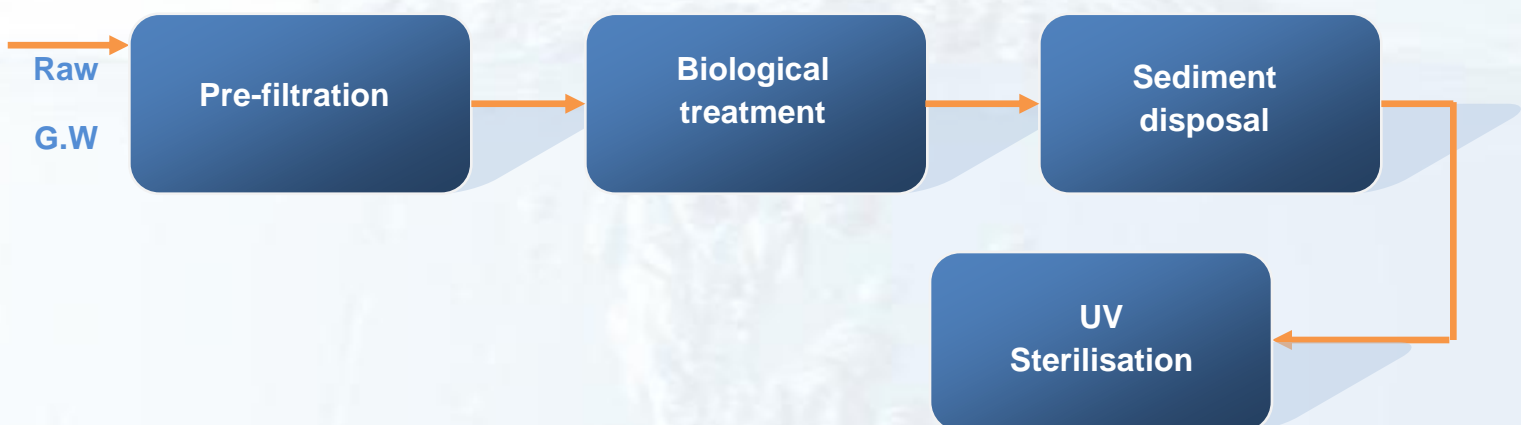 Raw
G.W
Pre-filtration
Biological
treatment
Sediment
disposal
UV
Sterilisation